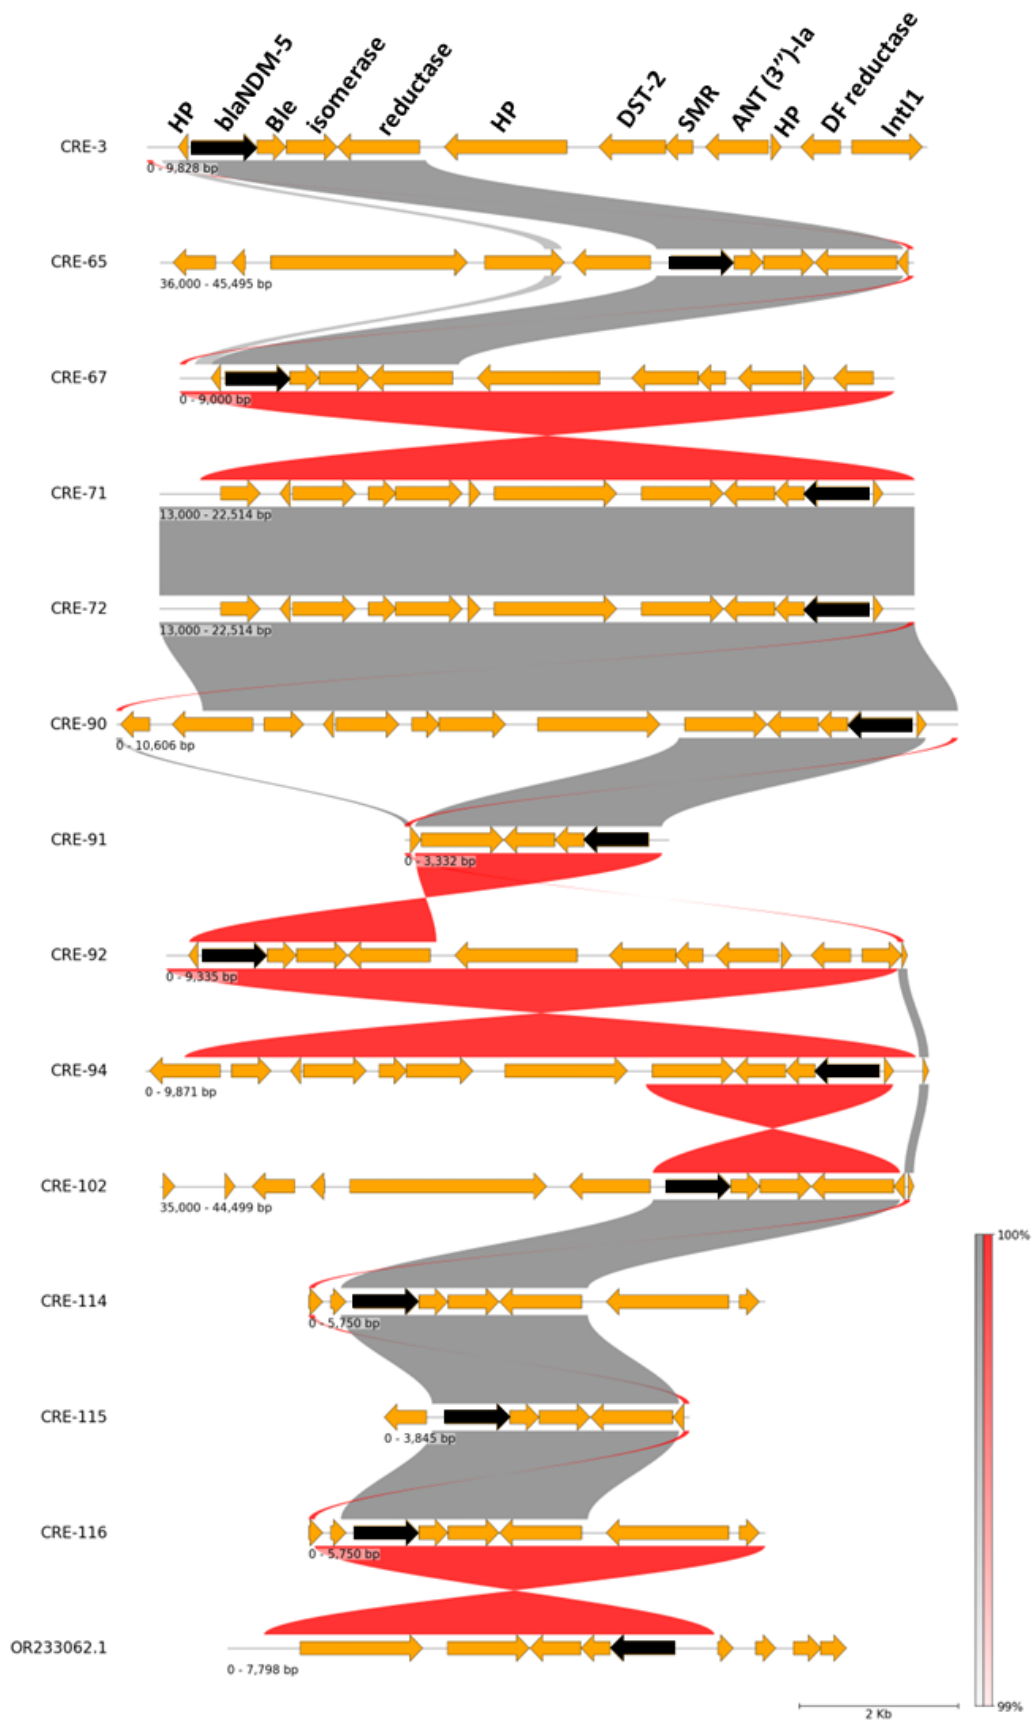 HP blaNDM-5 Ble isomerase reductase HP DST-2 SMR ANT (3”)-Ia HP DF reductase IntI1
CRE-3
0 - 9,828 bp
CRE-65
36,000 - 45,495 bp
CRE-67
0 - 9,000 bp
CRE-71
13,000 - 22,514 bp
CRE-72
13,000 - 22,514 bp
CRE-90
0 - 10,606 bp
CRE-91
0 - 3,332 bp
CRE-92
0 - 9,335 bp
CRE-94
0 - 9,871 bp
CRE-102
35,000 - 44,499 bp
100%
CRE-114
0 - 5,750 bp
CRE-115
0 - 3,845 bp
CRE-116
0 - 5,750 bp
OR233062.1
0 - 7,798 bp
2 Kb
99%